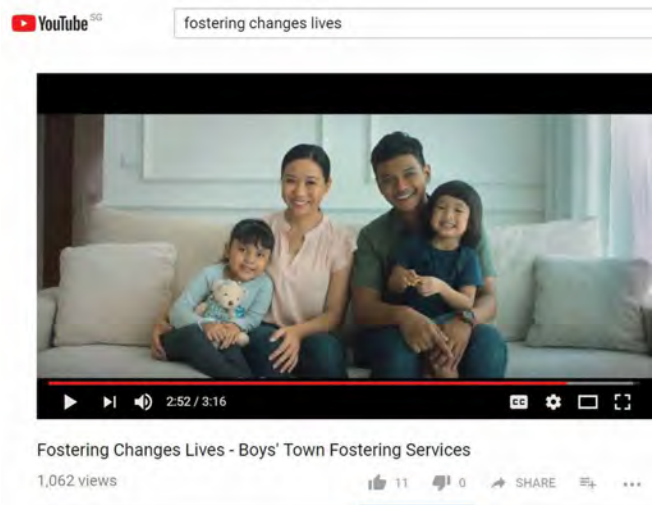 YouTube SG
fostering changes lives
2:52 / 3:16
CC
Fostering Changes Lives - Boys' Town Fostering Services
1,062 views
11
0
SHARE